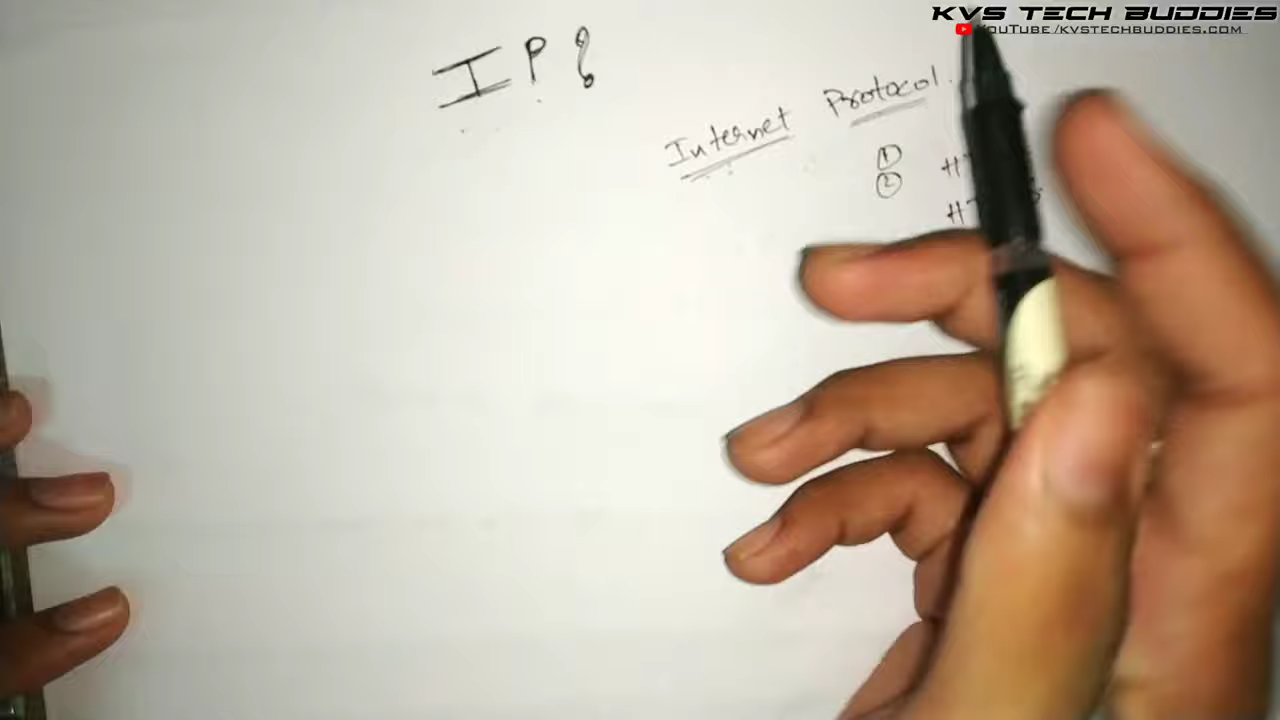 KVS TECH BUDDIES
YouTube/kvstechbuddies.com
IP?
Internet Protocol.
①
②